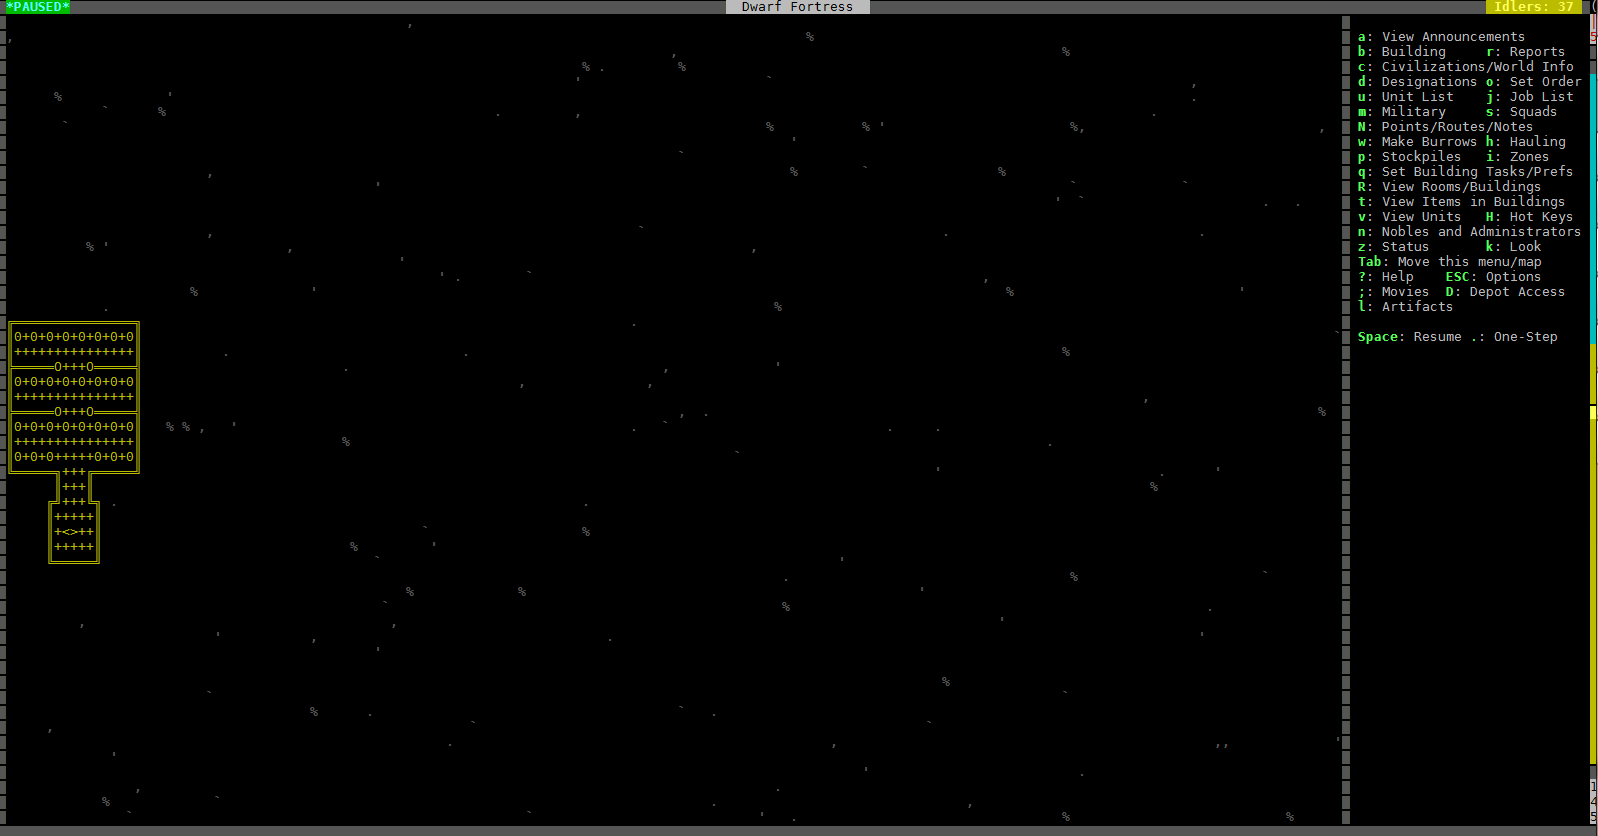 *PAUSED* Dwarf Fortress Idlers: 37
a: View Announcements
b: Building r: Reports
c: Civilizations/World Info
d: Designations o: Set Order
u: Unit List j: Job List
m: Military s: Squads
N: Points/Routes/Notes
w: Make Burrows h: Hauling
p: Stockpiles i: Zones
q: Set Building Tasks/Prefs
R: View Rooms/Buildings
t: View Items in Buildings
v: View Units H: Hot Keys
n: Nobles and Administrators
z: Status k: Look
Tab: Move this menu/map
?: Help ESC: Options
;: Movies D: Depot Access
l: Artifacts
Space: Resume .: One-Step
0+0+0+0+0+0+0+0
+++++++++++++++
O+++O
0+0+0+0+0+0+0+0
+++++++++++++++
O+++O
0+0+0+0+0+0+0+0
+++++++++++++++
0+0+0+++++0+0+0
+++
+++
+++
+++++
+<>++
+++++